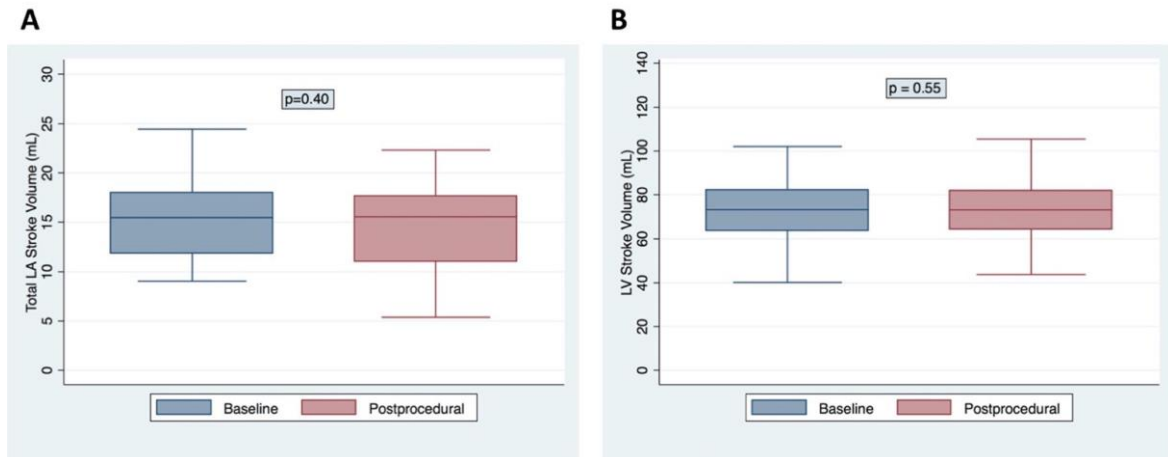 A
Total LA Stroke Volume (mL)
30
25
20
15
10
5
0
p=0.40
Baseline Postprocedural
B
LV Stroke Volume (mL)
140
120
100
80
60
40
20
0
p = 0.55
Baseline Postprocedural